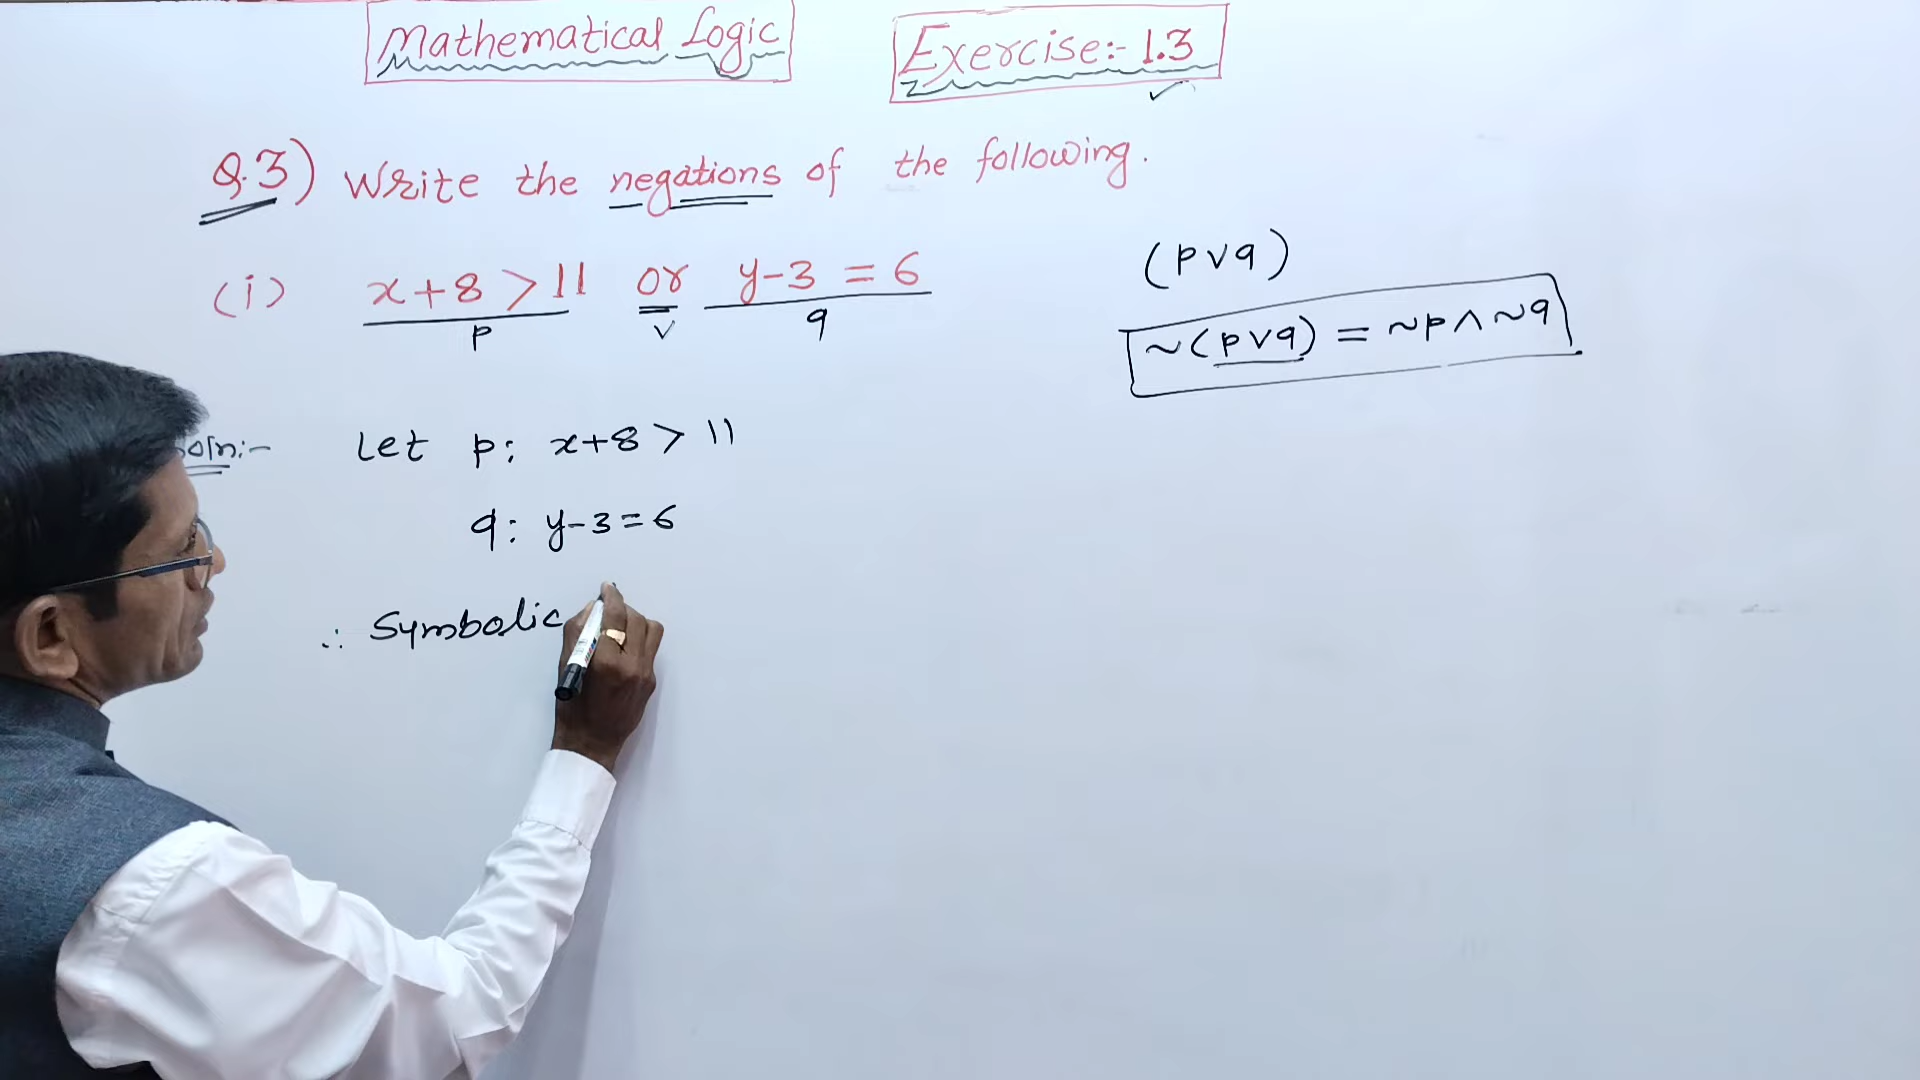 Mathematical Logic
Exercise:- 1.3
Q.3) Write the negations of the following.
(i) x+8 > 11 or y-3 = 6
p v q
(p∨q)
~(p∨q) = ~p ∧ ~q
Soln:- Let p: x+8 > 11
q: y-3=6
∴ Symbolic